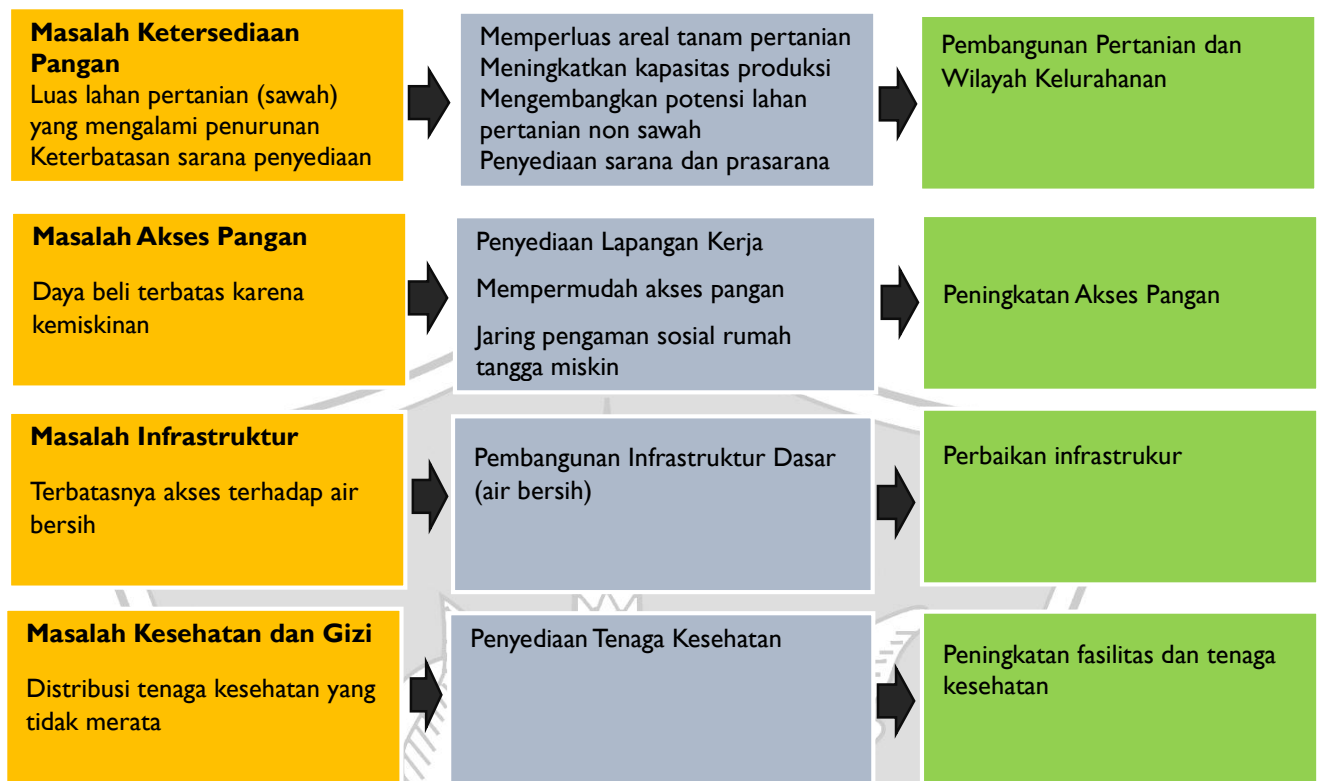 Masalah Ketersediaan
Pangan
Luas lahan pertanian (sawah)
yang mengalami penurunan
Keterbatasan sarana penyediaan
Memperluas areal tanam pertanian
Meningkatkan kapasitas produksi
Mengembangkan potensi lahan
pertanian non sawah
Penyediaan sarana dan prasarana
Pembangunan Pertanian dan
Wilayah Kelurahanan
Masalah Akses Pangan
Daya beli terbatas karena
kemiskinan
Penyediaan Lapangan Kerja
Mempermudah akses pangan
Jaring pengaman sosial rumah
tangga miskin
Peningkatan Akses Pangan
Masalah Infrastruktur
Terbatasnya akses terhadap air
bersih
Pembangunan Infrastruktur Dasar
(air bersih)
Perbaikan infrastrukur
Masalah Kesehatan dan Gizi
Distribusi tenaga kesehatan yang
tidak merata
Penyediaan Tenaga Kesehatan
Peningkatan fasilitas dan tenaga
kesehatan